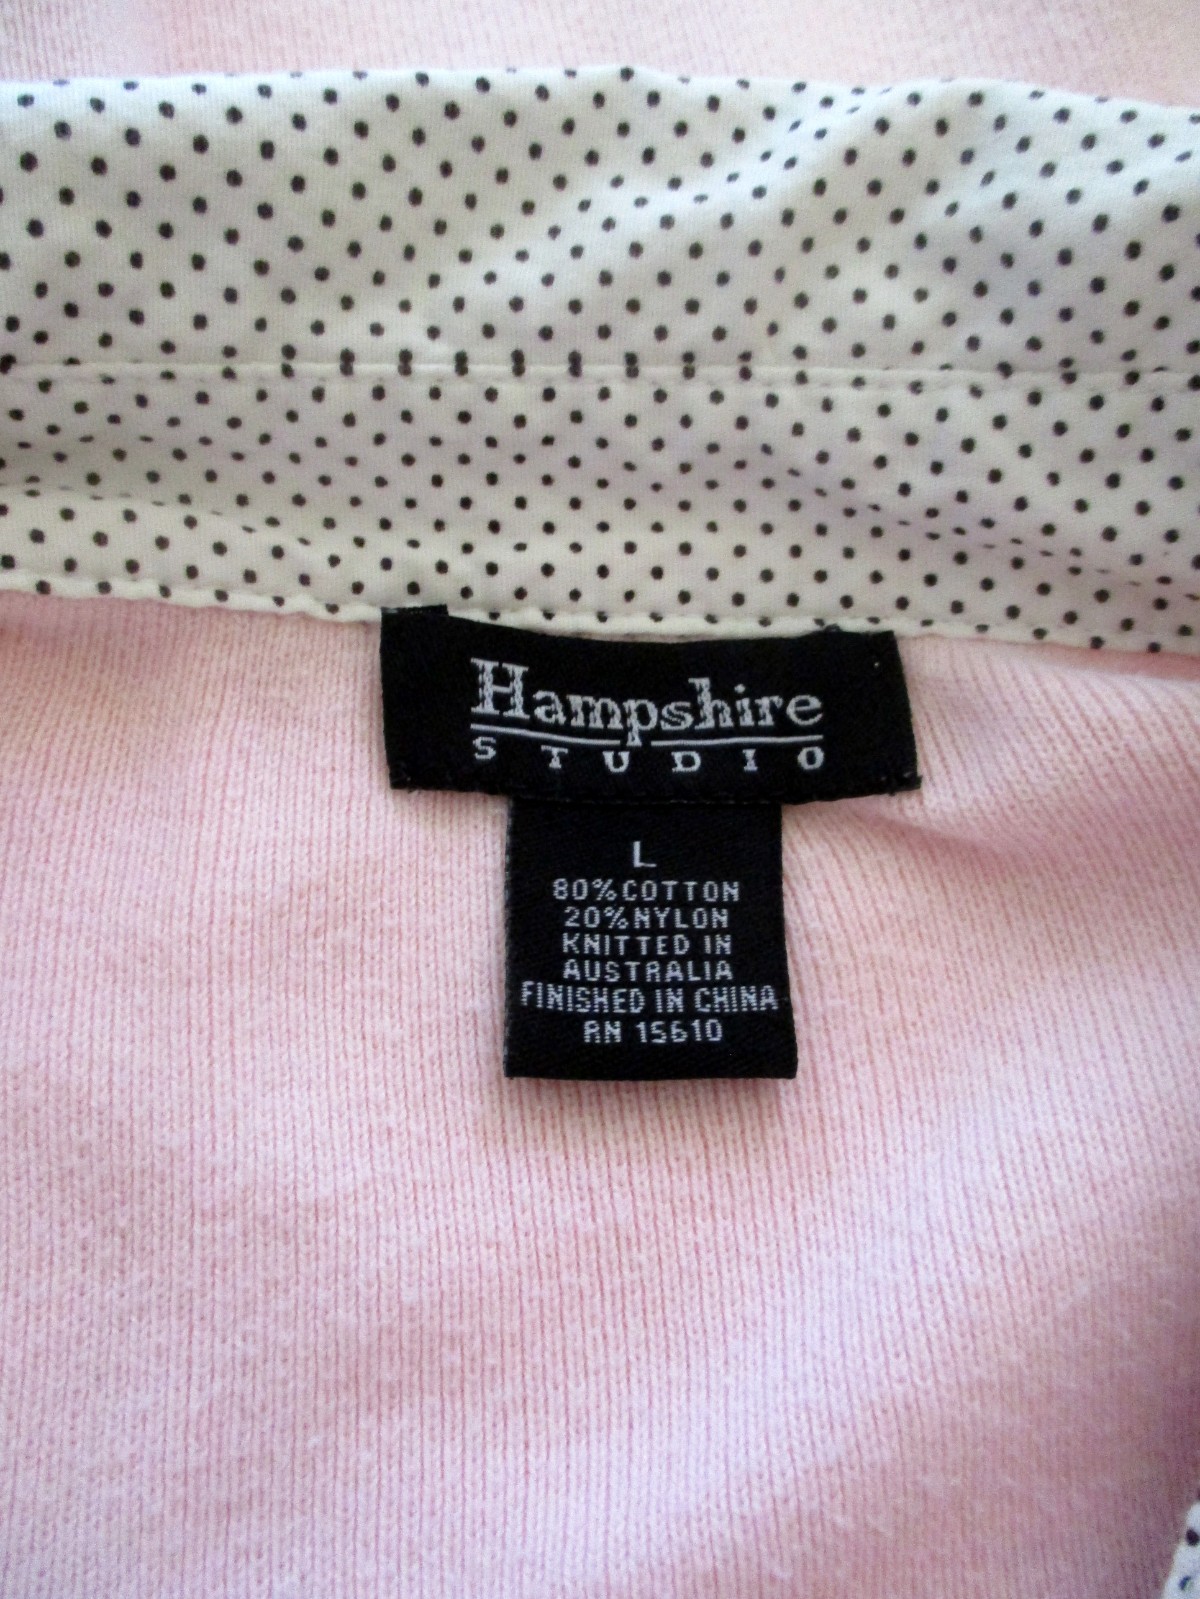 Hampshire
STUDIO
L
80% COTTON
20% NYLON
KNITTED IN
AUSTRALIA
FINISHED IN CHINA
RN 15610